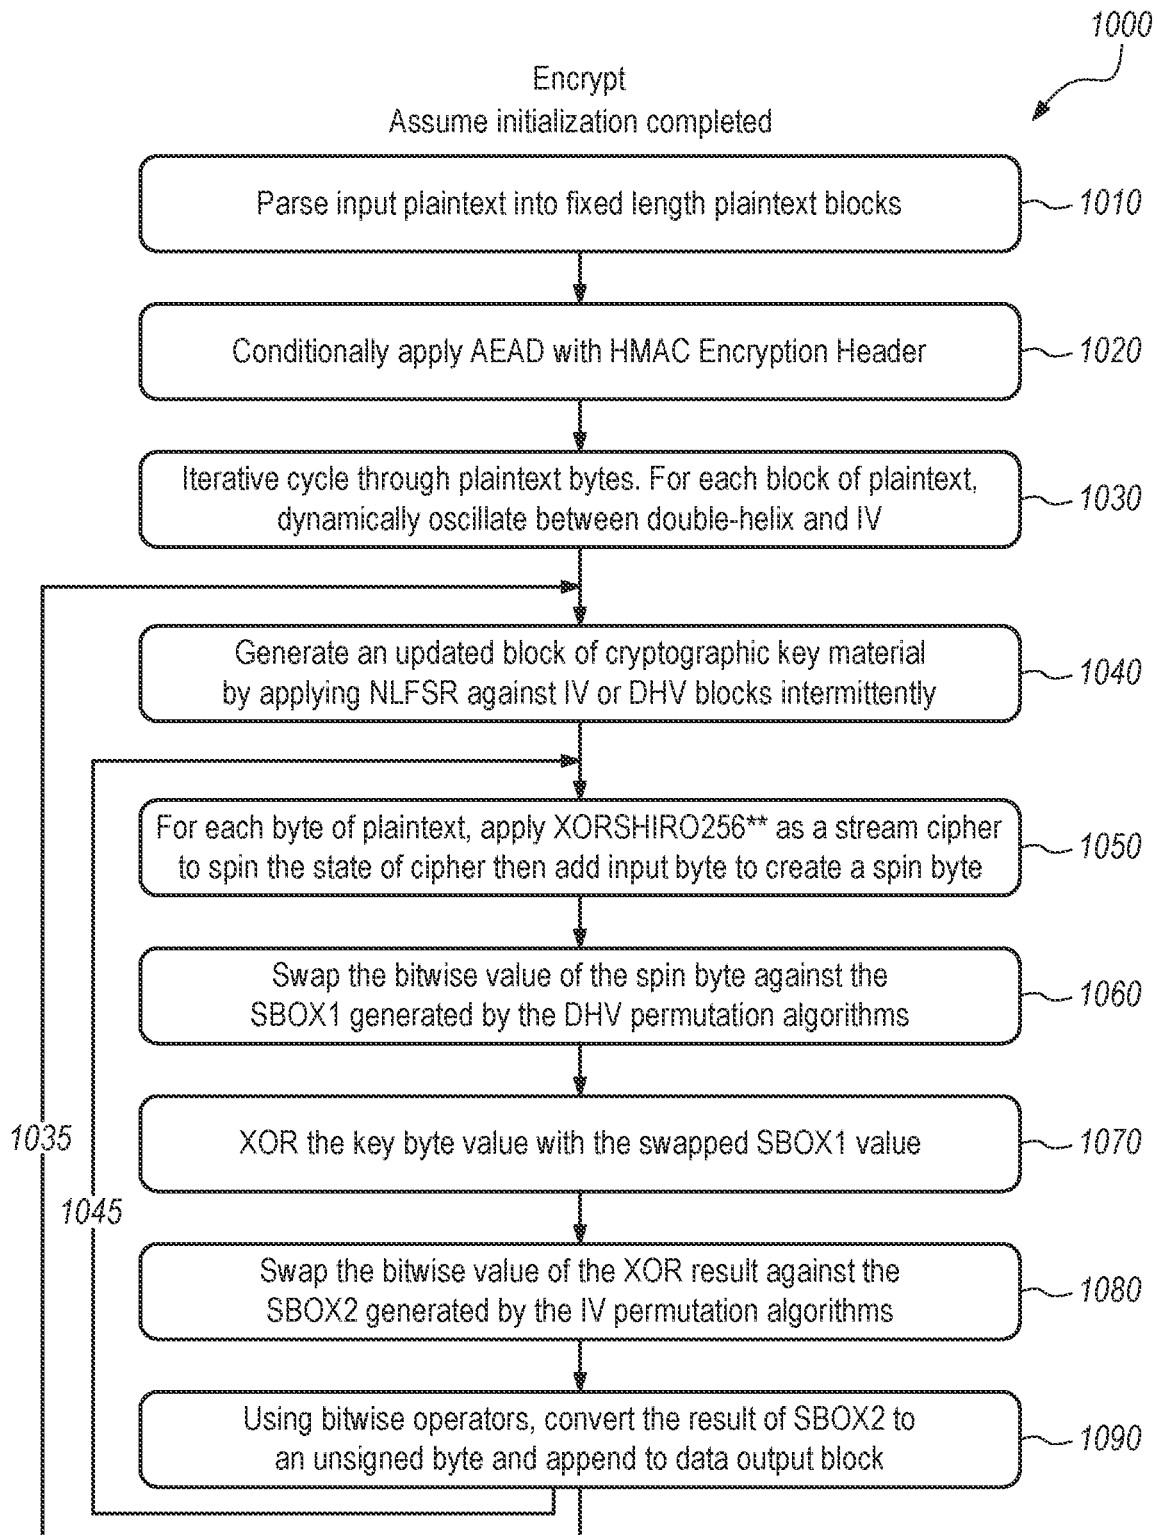 1000
Encrypt
Assume initialization completed
Parse input plaintext into fixed length plaintext blocks
1010
Conditionally apply AEAD with HMAC Encryption Header
1020
Iterative cycle through plaintext bytes. For each block of plaintext,
dynamically oscillate between double-helix and IV
1030
Generate an updated block of cryptographic key material
by applying NLFSR against IV or DHV blocks intermittently
1040
For each byte of plaintext, apply XORSHIRO256** as a stream cipher
to spin the state of cipher then add input byte to create a spin byte
1050
Swap the bitwise value of the spin byte against the
SBOX1 generated by the DHV permutation algorithms
1060
XOR the key byte value with the swapped SBOX1 value
1070
1035
1045
Swap the bitwise value of the XOR result against the
SBOX2 generated by the IV permutation algorithms
1080
Using bitwise operators, convert the result of SBOX2 to
an unsigned byte and append to data output block
1090